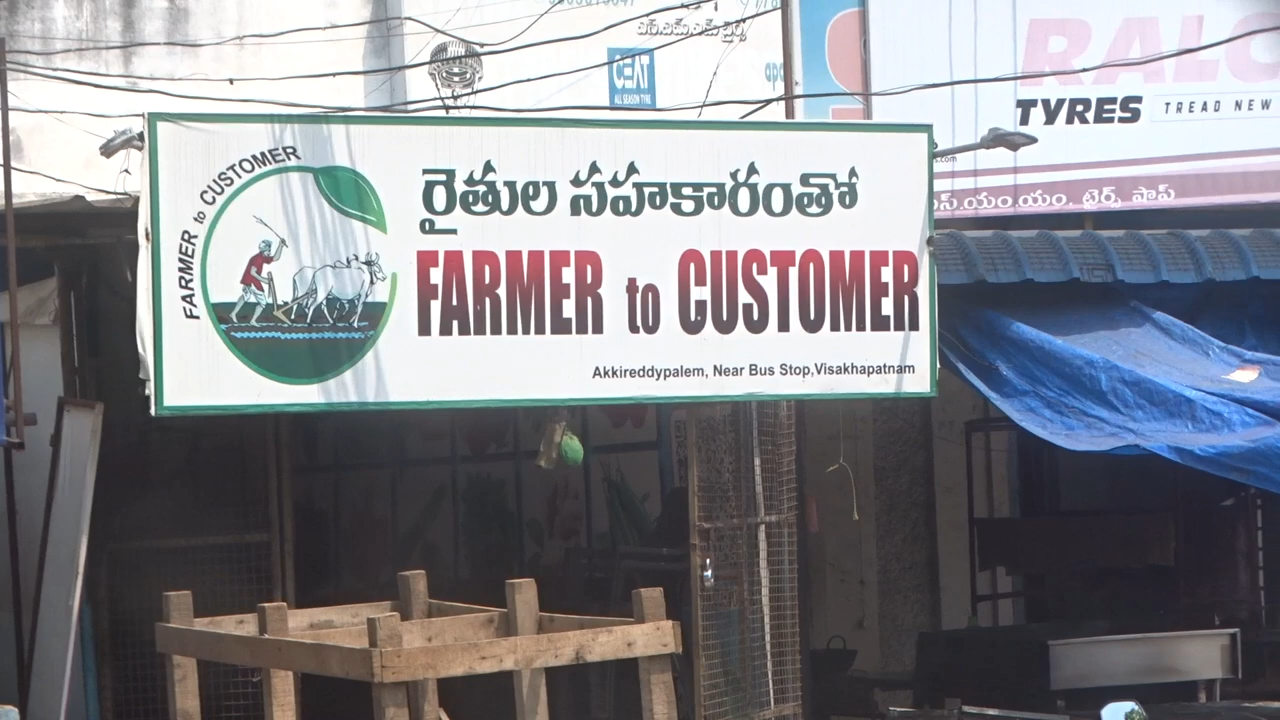 CEAT
ALL SEASON TYRE
TYRES
TREAD NEW
టైర్స్ షాప్
FARMER to CUSTOMER
రైతుల సహకారంతో
FARMER to CUSTOMER
Akkireddypalem, Near Bus Stop,Visakhapatnam